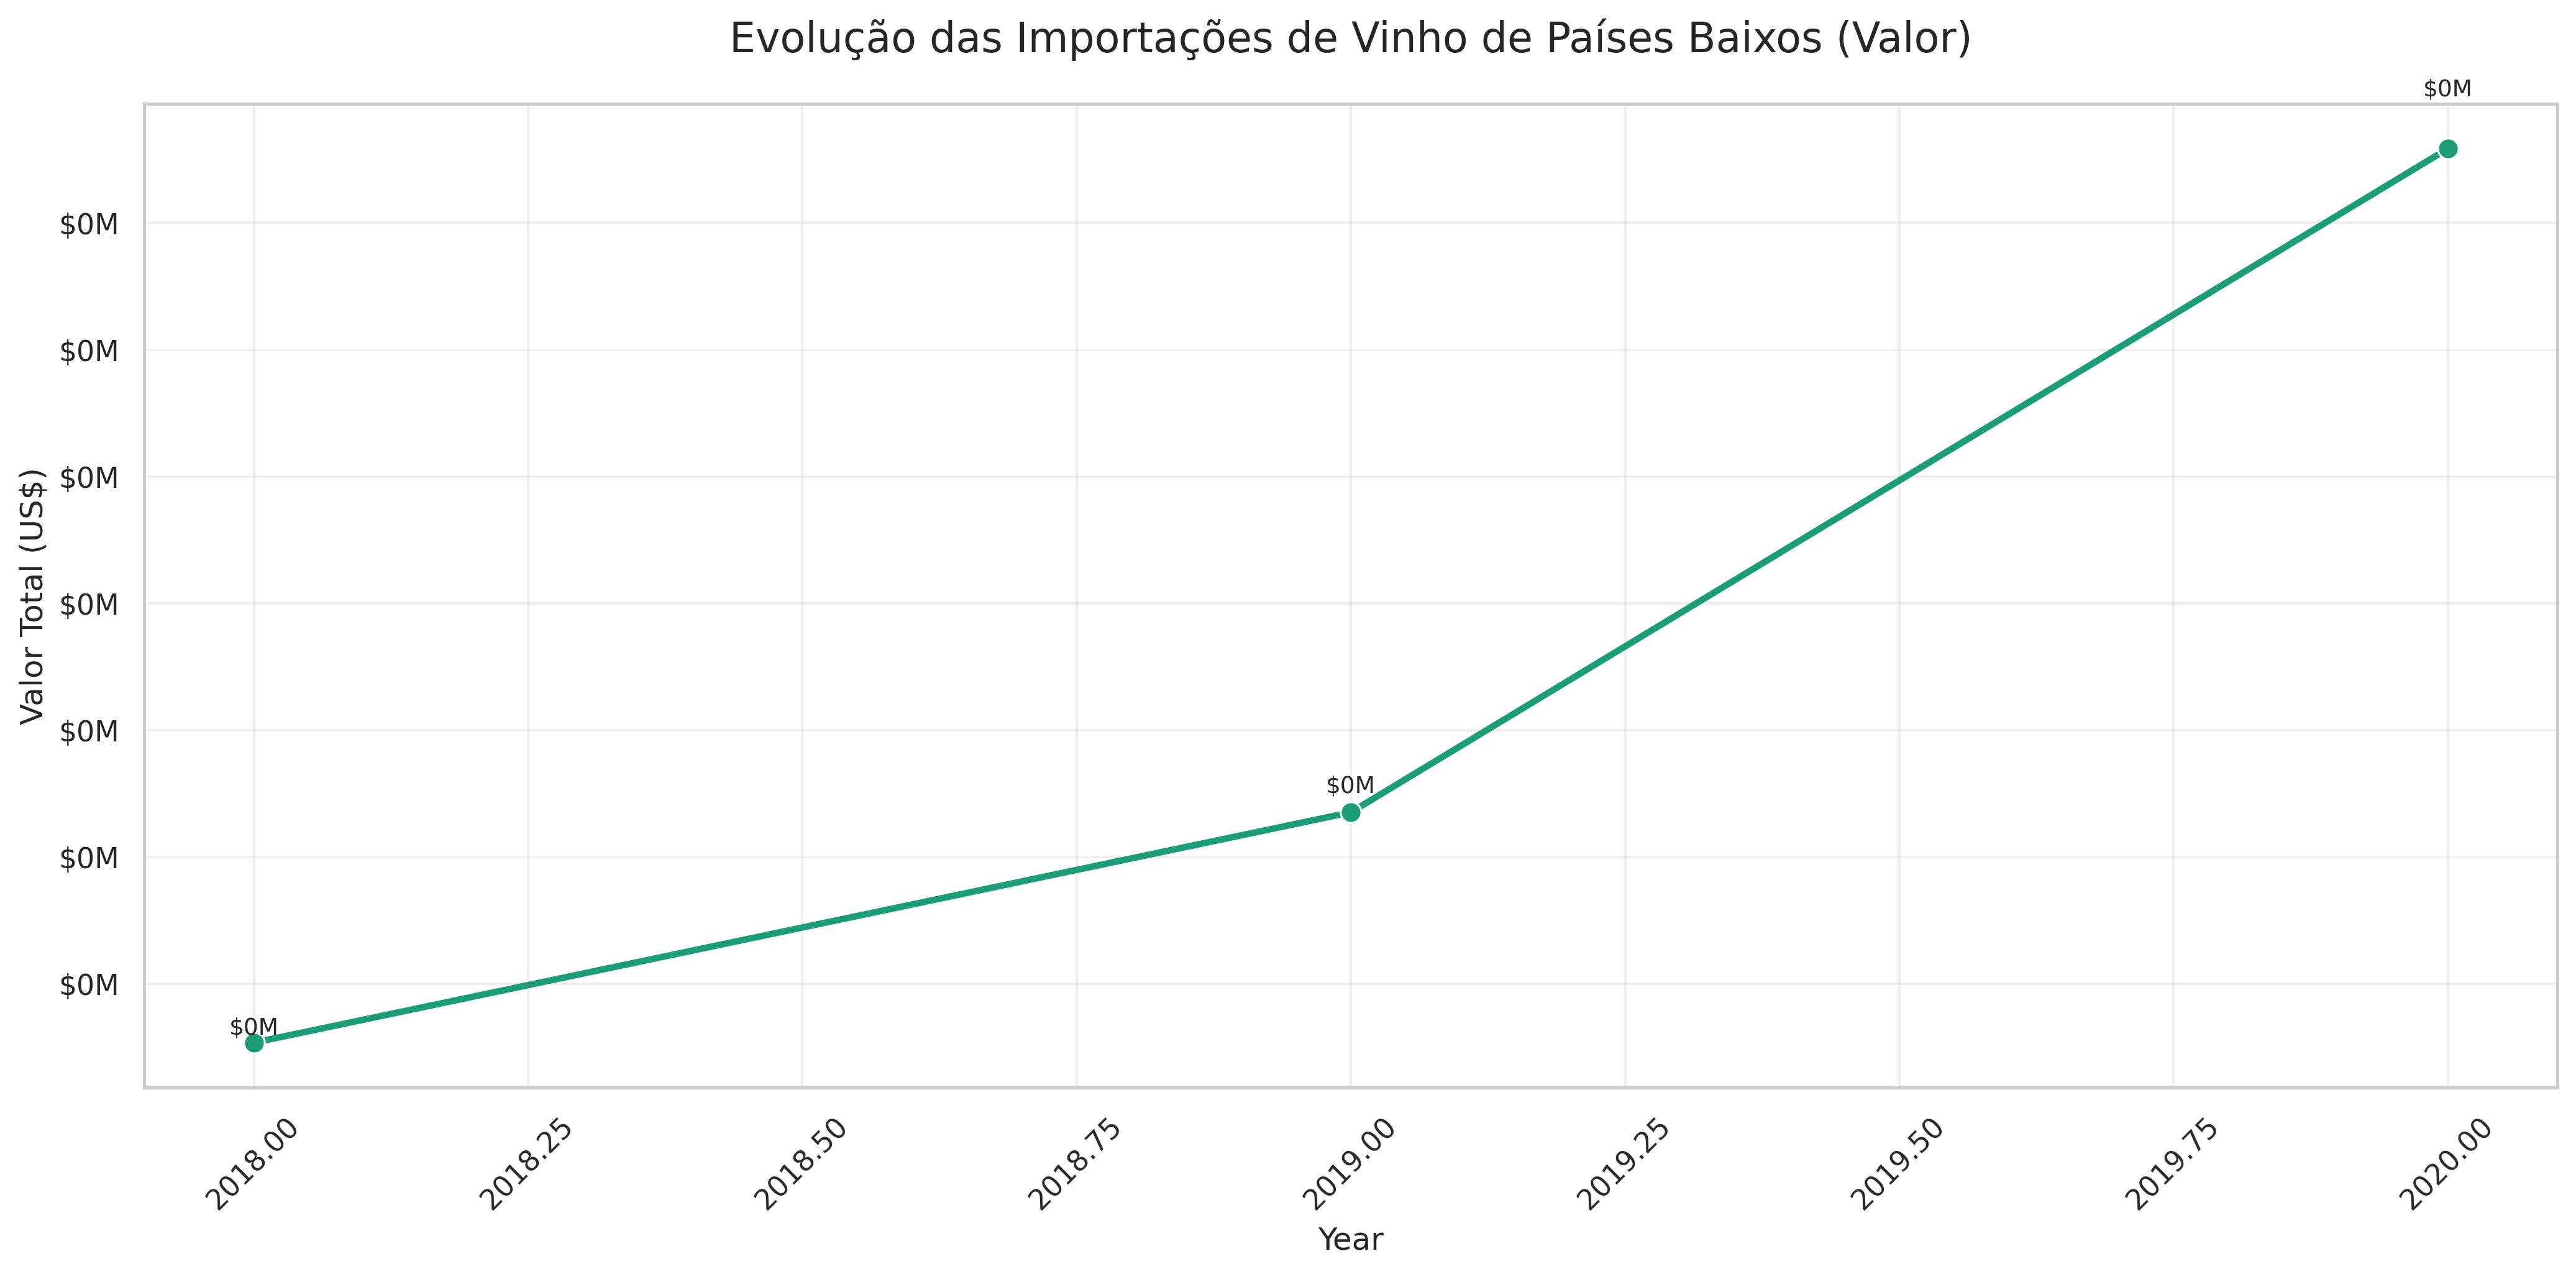 Evolução das Importações de Vinho de Países Baixos (Valor)
$0M
$0M
$0M
$0M
$0M
$0M
$0M
$0M
$0M
$0M
Valor Total (US$)
2018.00
2018.25
2018.50
2018.75
2019.00
2019.25
2019.50
2019.75
2020.00
Year